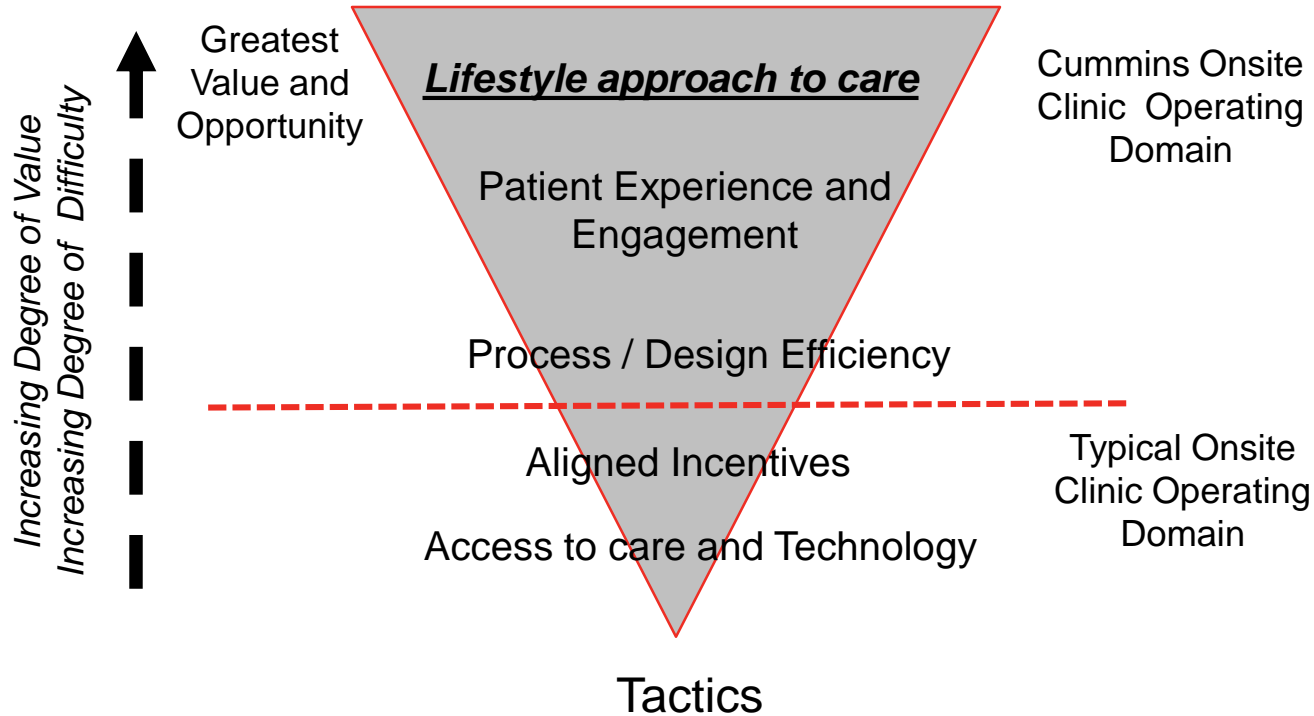 Greatest
Value and
Opportunity
Lifestyle approach to care
Cummins Onsite
Clinic Operating
Domain
Increasing Degree of Value
Increasing Degree of Difficulty
Patient Experience and
Engagement
Process / Design Efficiency
Aligned Incentives
Typical Onsite
Clinic Operating
Domain
Access to care and Technology
Tactics